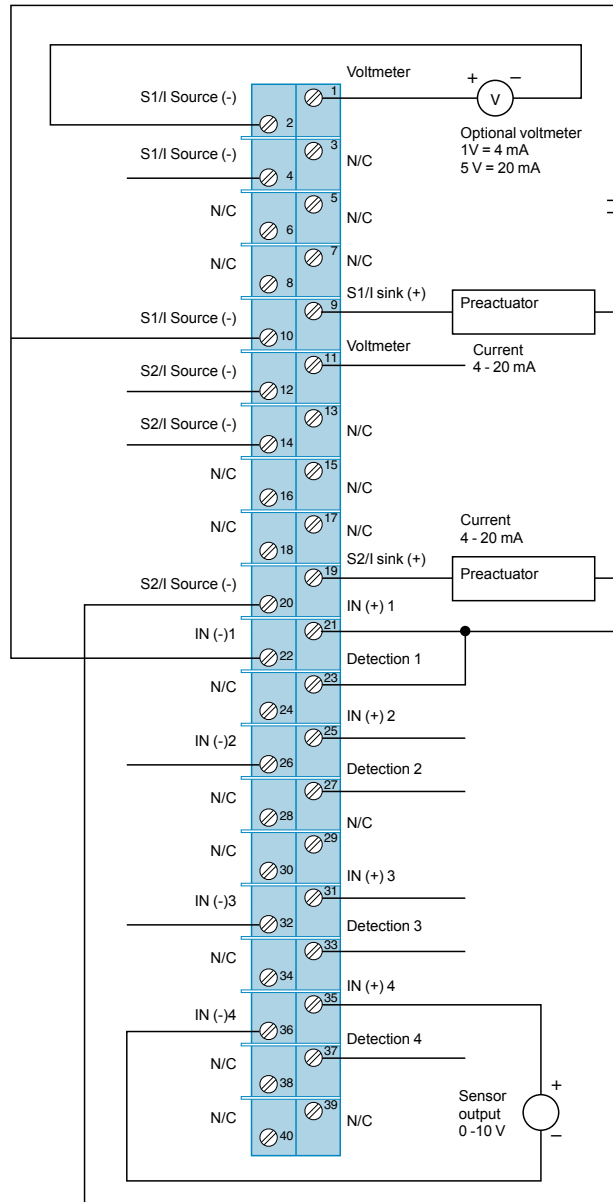 Voltmeter
+ −
V
Optional voltmeter
1V = 4 mA
5 V = 20 mA
S1/I Source (-)
1
2
S1/I Source (-)
3
N/C
4
N/C
5
N/C
6
N/C
7
N/C
8
S1/I sink (+)
9
Preactuator
Current
4 - 20 mA
S1/I Source (-)
10
Voltmeter
11
S2/I Source (-)
12
13
N/C
S2/I Source (-)
14
N/C
15
N/C
16
N/C
17
N/C
18
Current
4 - 20 mA
S2/I sink (+)
19
Preactuator
S2/I Source (-)
20
IN (+) 1
21
IN (-)1
22
Detection 1
23
N/C
24
IN (+) 2
25
IN (-)2
26
Detection 2
27
N/C
28
N/C
29
N/C
30
IN (+) 3
31
IN (-)3
32
Detection 3
33
N/C
34
IN (+) 4
35
IN (-)4
36
Detection 4
37
N/C
38
N/C
39
N/C
40
+
Sensor
output
0 -10 V
−